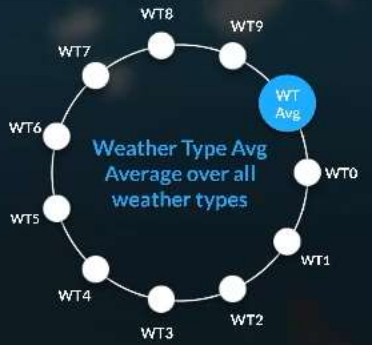 WT8
WT9
WT7
WT
Avg
WT6
Weather Type Avg
Average over all
weather types
WT0
WT5
WT1
WT4
WT2
WT3